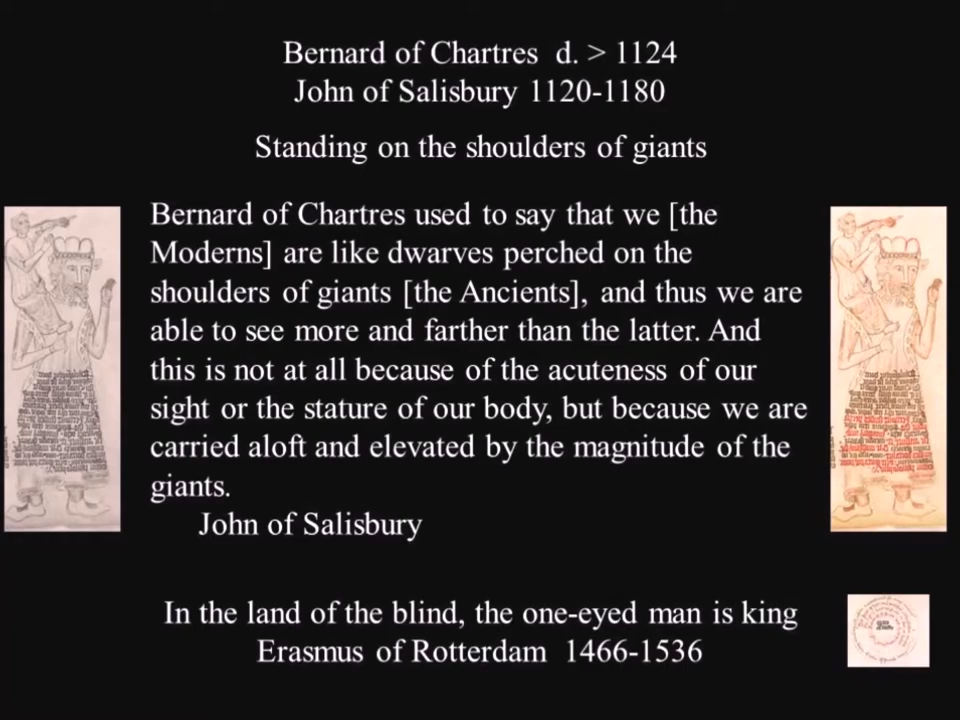 Bernard of Chartres d. > 1124
John of Salisbury 1120-1180
Standing on the shoulders of giants
Bernard of Chartres used to say that we [the
Moderns] are like dwarves perched on the
shoulders of giants [the Ancients], and thus we are
able to see more and farther than the latter. And
this is not at all because of the acuteness of our
sight or the stature of our body, but because we are
carried aloft and elevated by the magnitude of the
giants.
John of Salisbury
In the land of the blind, the one-eyed man is king
Erasmus of Rotterdam 1466-1536